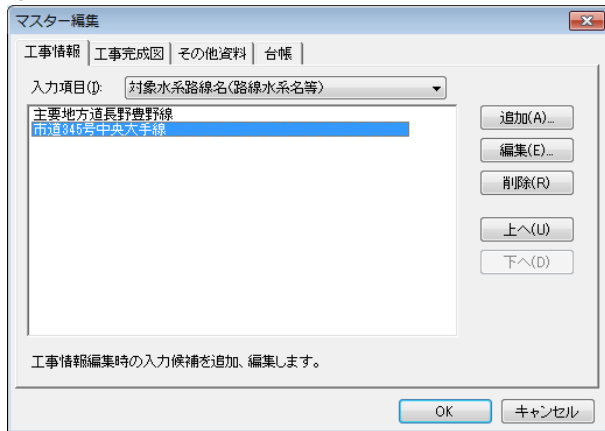 マスター編集
工事情報 工事完成図 その他資料 台帳
入力項目(I): 対象水系路線名(路線水系名等)
主要地方道長野豊野線
市道345号中央大手線
追加(A)...
編集(E)...
削除(R)
上へ(U)
下へ(D)
工事情報編集時の入力候補を追加、編集します。
OK キャンセル